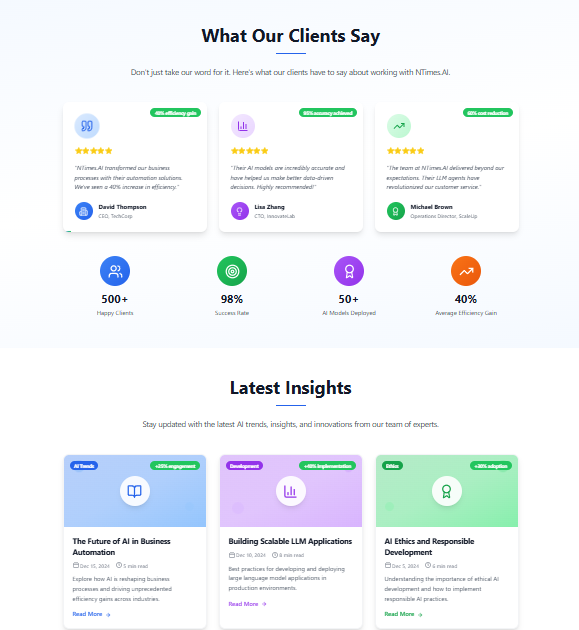 What Our Clients Say
Don't just take our word for it. Here's what our clients have to say about working with NTimes.AI.
40% efficiency gain
95% accuracy achieved
60% cost reduction
"NTimes.AI transformed our business
processes with their automation solutions.
We've seen a 40% increase in efficiency."
David Thompson
CEO, TechCorp
"Their AI models are incredibly accurate and
have helped us make better data-driven
decisions. Highly recommended!"
Lisa Zhang
CTO, InnovateLab
"The team at NTimes.AI delivered beyond our
expectations. Their LLM agents have
revolutionized our customer service."
Michael Brown
Operations Director, ScaleUp
500+
Happy Clients
98%
Success Rate
50+
AI Models Deployed
40%
Average Efficiency Gain
Latest Insights
Stay updated with the latest AI trends, insights, and innovations from our team of experts.
AI Trends
+25% engagement
The Future of AI in Business
Automation
Dec 15, 2024 5 min read
Explore how AI is reshaping business
processes and driving unprecedented
efficiency gains across industries.
Read More →
Development
+40% implementation
Building Scalable LLM Applications
Dec 10, 2024 8 min read
Best practices for developing and deploying
large language model applications in
production environments.
Read More →
Ethics
+30% adoption
AI Ethics and Responsible
Development
Dec 5, 2024 6 min read
Understanding the importance of ethical AI
development and how to implement
responsible AI practices.
Read More →